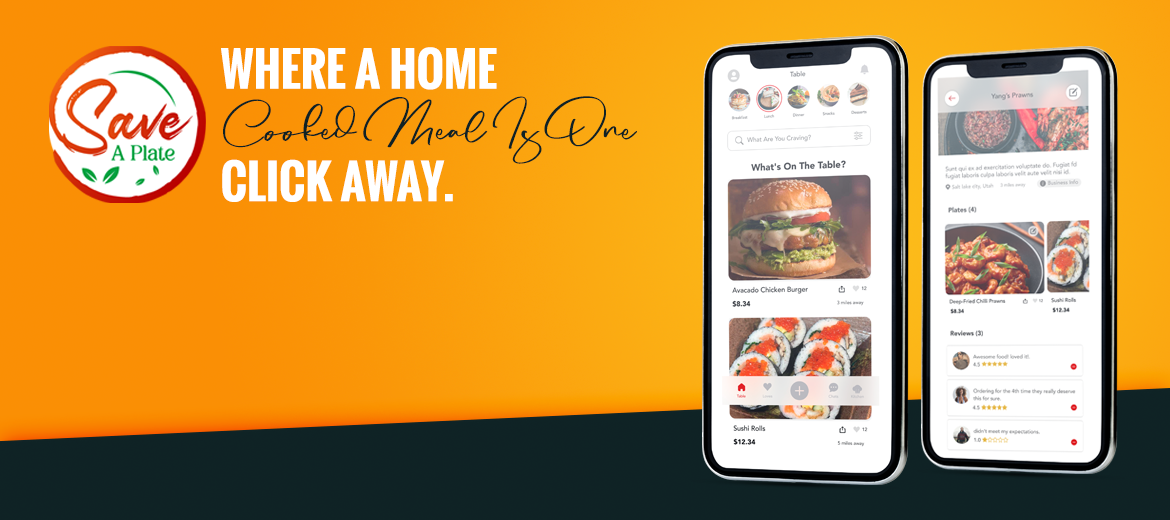 Save
A Plate
WHERE A HOME
Cooked Meal Is One
CLICK AWAY.
Table
Breakfast
Lunch
Dinner
Snacks
Desserts
What Are You Craving?
What's On The Table?
Avacado Chicken Burger
12
$8.34
3 miles away
Table
Sushi Rolls
12
$12.34
5 miles away
Yang's Prawns
Sunt qui ex ad exercitation voluptate do. Fugiat fd
fugiat laboris culpa laboris velit aute velit nisi id.
Salt lake city, Utah
3 miles away
Business Info
Plates (4)
Deep-Fried Chilli Prawns
12
Sushi Rolls
$8.34
$12.34
Reviews (3)
Awesome food! loved it!.
4.5
Ordering for the 4th time they really deserve
this for sure.
4.5
didn't meet my expectations.
1.0